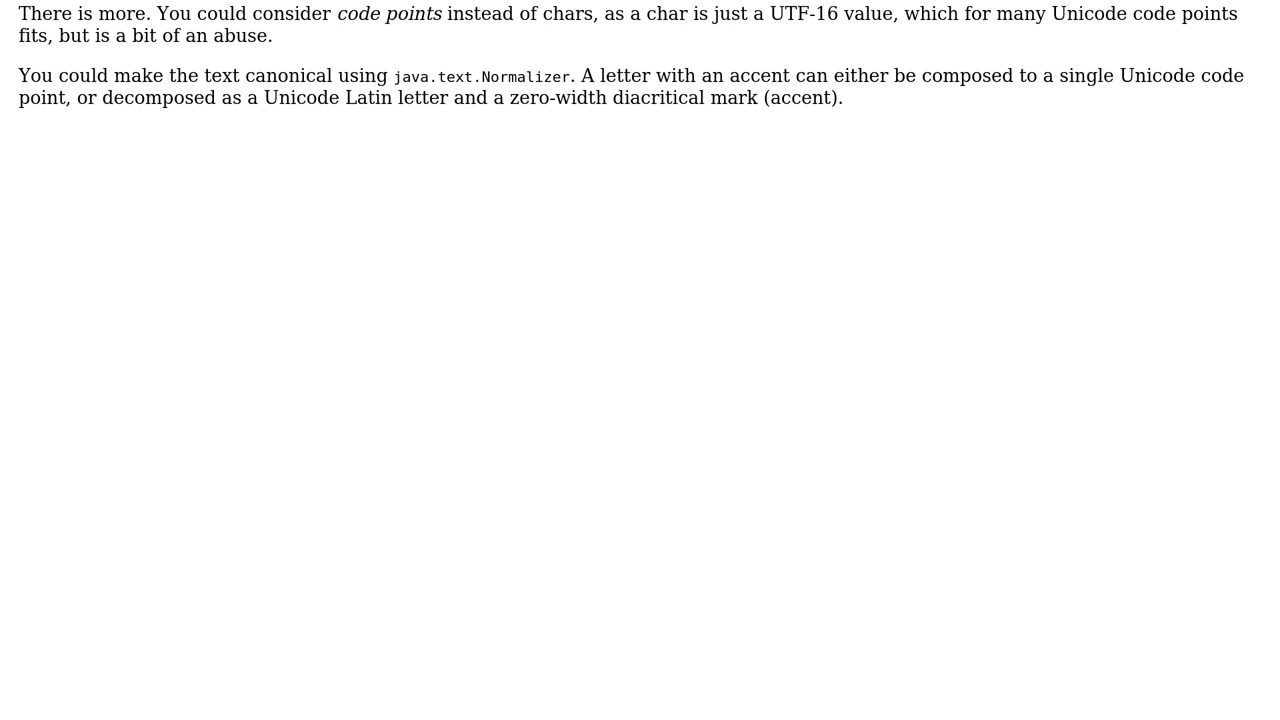 There is more. You could consider code points instead of chars, as a char is just a UTF-16 value, which for many Unicode code points
fits, but is a bit of an abuse.
You could make the text canonical using java.text.Normalizer. A letter with an accent can either be composed to a single Unicode code
point, or decomposed as a Unicode Latin letter and a zero-width diacritical mark (accent).